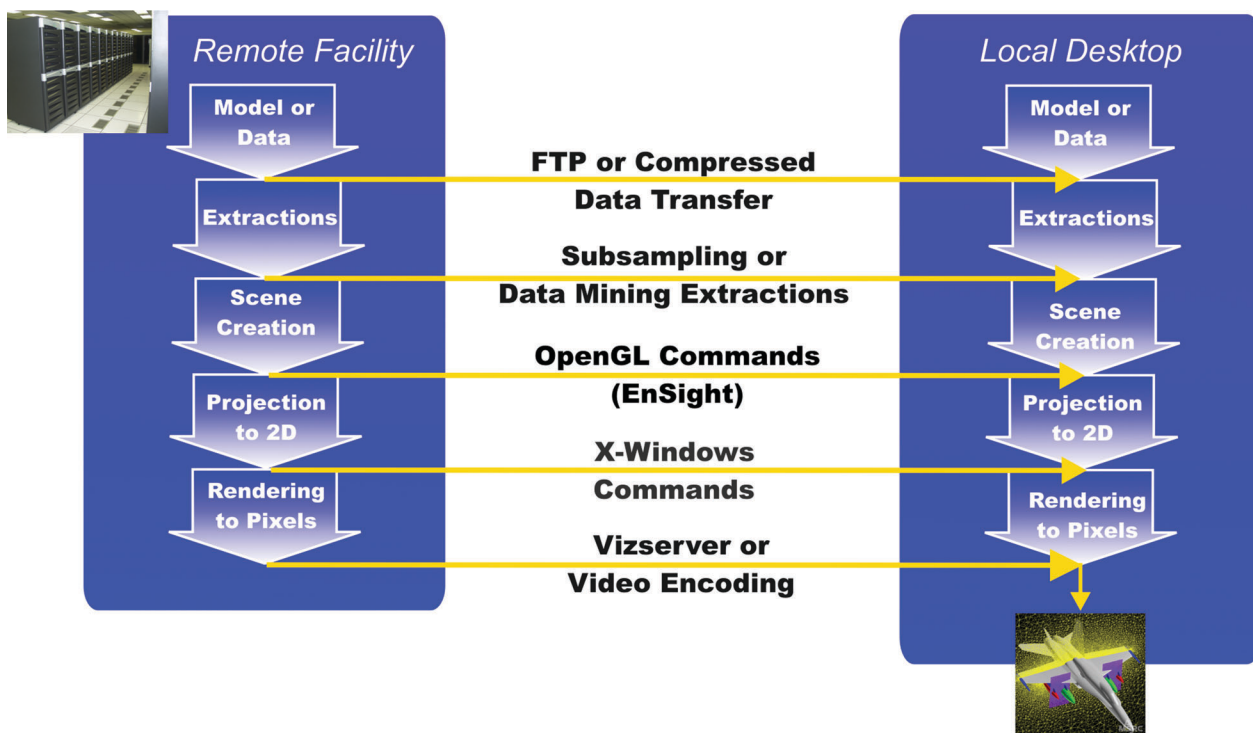 Remote Facility
Model or
Data
Extractions
Scene
Creation
Projection
to 2D
Rendering
to Pixels
FTP or Compressed
Data Transfer
Subsampling or
Data Mining Extractions
OpenGL Commands
(EnSight)
X-Windows
Commands
Vizserver or
Video Encoding
Local Desktop
Model or
Data
Extractions
Scene
Creation
Projection
to 2D
Rendering
to Pixels